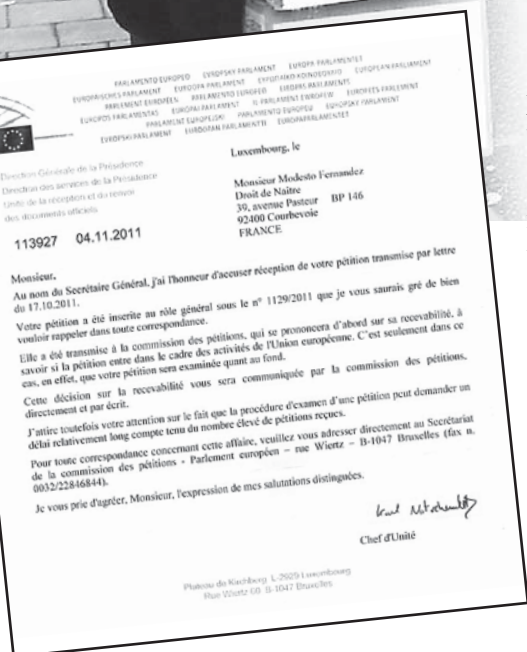 PARLAMENTO EUROPEO EVROPSKÝ PARLAMENT EUROPA-PARLAMENTET
EUROPÄISCHES PARLAMENT EUROOPA PARLAMENT ΕΥΡΩΠΑΪΚΟ ΚΟΙΝΟΒΟΥΛΙΟ EUROPEAN PARLIAMENT
PARLEMENT EUROPÉEN PARLAMENTO EUROPEO EIROPAS PARLAMENTS
EUROPOS PARLAMENTAS EURÓPAI PARLAMENT EUROPEES PARLEMENT
PARLAMENT EUROPEJSKI PARLAMENTO EUROPEU EURÓPSKY PARLAMENT
EVROPSKI PARLAMENT EUROOPAN PARLAMENTTI EUROPAPARLAMENTET
Direction Générale de la Présidence
Direction des services de la Présidence
Unité de la réception et du renvoi
des documents officiels
113927 04.11.2011
Luxembourg, le
Monsieur Modesto Fernandez
Droit de Naitre
30, avenue Pasteur BP 146
92400 Courbevoie
FRANCE
Monsieur,
Au nom du Secrétaire Général, j'ai l'honneur d'accuser réception de votre pétition transmise par lettre
du 17.10.2011.
Votre pétition a été inscrite au rôle général sous le n° 1129/2011 que je vous saurais gré de bien
vouloir rappeler dans toute correspondance.
Elle a été transmise à la commission des pétitions, qui se prononcera d'abord sur sa recevabilité, à
savoir si la pétition entre dans le cadre des activités de l'Union européenne. C'est seulement dans ce
cas, en effet, que votre pétition sera examinée quant au fond.
Cette décision sur la recevabilité vous sera communiquée par la commission des pétitions,
directement et par écrit.
J'attire toutefois votre attention sur le fait que la procédure d'examen d'une pétition peut demander un
délai relativement long compte tenu du nombre élevé de pétitions reçues.
Pour toute correspondance concernant cette affaire, veuillez vous adresser directement au Secrétariat
de la commission des pétitions - Parlement européen – rue Wiertz – B-1047 Bruxelles (fax n.
0032/22846844).
Je vous prie d'agréer, Monsieur, l'expression de mes salutations distinguées.
Chef d'Unité
Plateau du Kirchberg L-2929 Luxembourg
Rue Wiertz 60 B-1047 Bruxelles